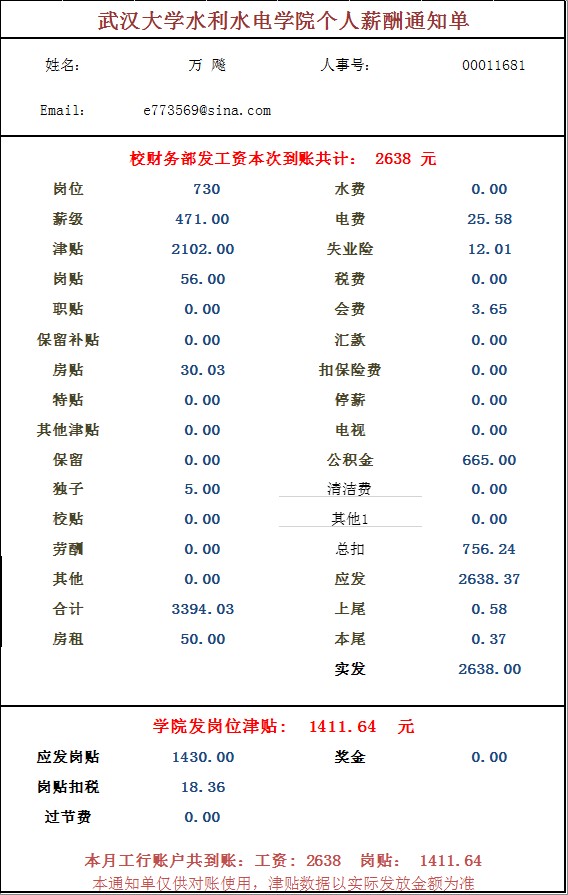 武汉大学水利水电学院个人薪酬通知单
姓名： 万 飚 人事号： 00011681
Email： e773569@sina.com
校财务部发工资本次到账共计： 2638 元
岗位 730 水费 0.00
薪级 471.00 电费 25.58
津贴 2102.00 失业险 12.01
岗贴 56.00 税费 0.00
职贴 0.00 会费 3.65
保留补贴 0.00 汇款 0.00
房贴 30.03 扣保险费 0.00
特贴 0.00 停薪 0.00
其他津贴 0.00 电视 0.00
保留 0.00 公积金 665.00
独子 5.00 清洁费 0.00
校贴 0.00 其他1 0.00
劳酬 0.00 总扣 756.24
其他 0.00 应发 2638.37
合计 3394.03 上尾 0.58
房租 50.00 本尾 0.37
实发 2638.00
学院发岗位津贴： 1411.64 元
应发岗贴 1430.00 奖金 0.00
岗贴扣税 18.36
过节费 0.00
本月工行账户共到账：工资：2638 岗贴： 1411.64
本通知单仅供对账使用，津贴数据以实际发放金额为准